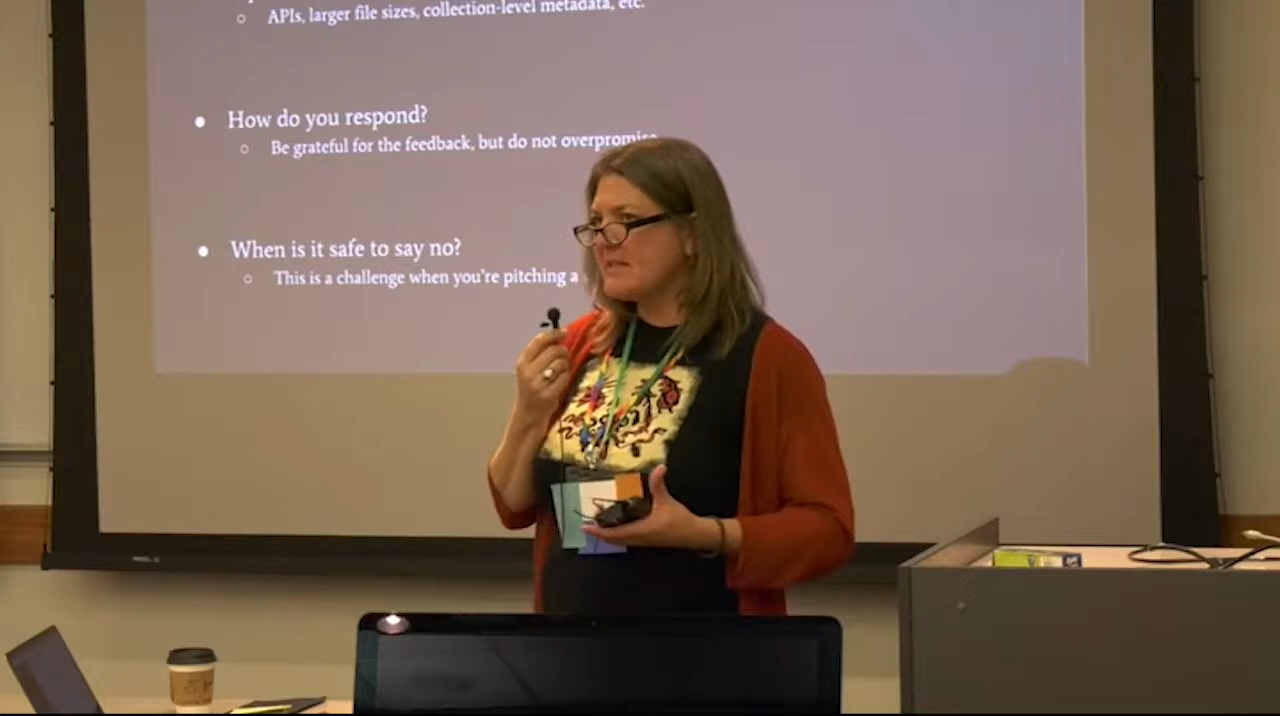 APIs, larger file sizes, collection-level metadata, etc.
How do you respond?
Be grateful for the feedback, but do not overpromise
When is it safe to say no?
This is a challenge when you're pitching a